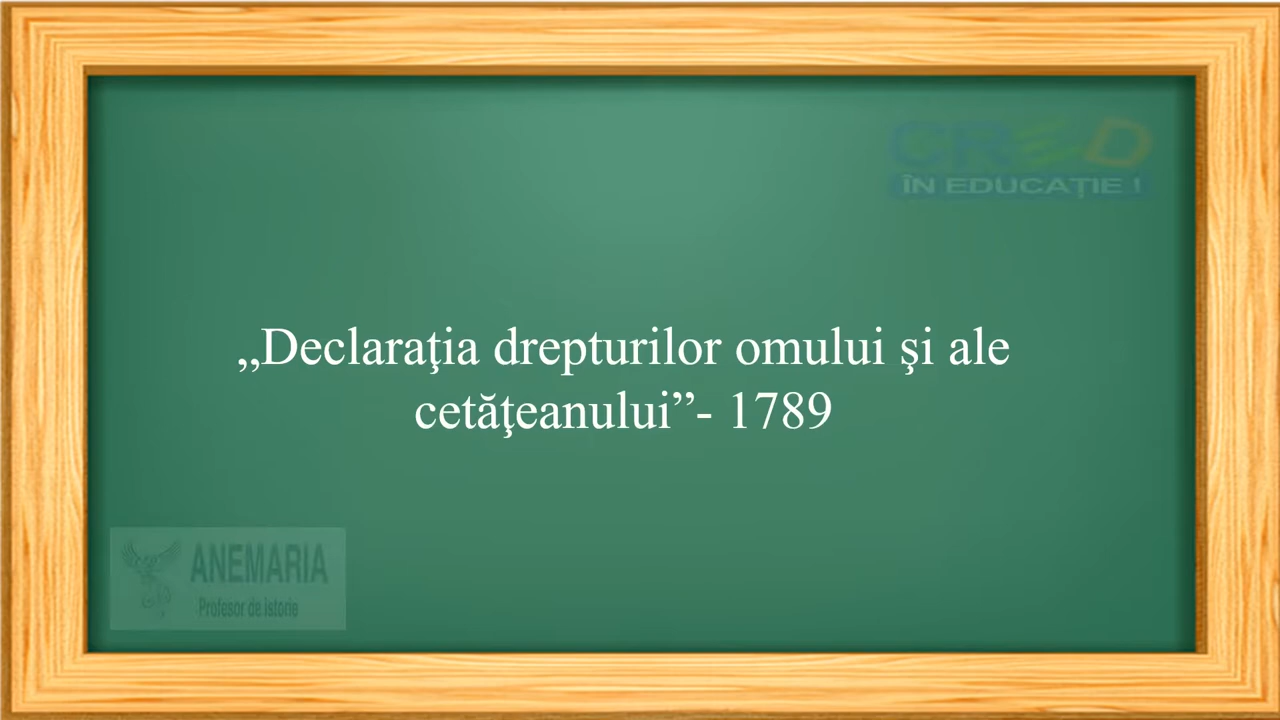 CRED
ÎN EDUCAȚIE !
„Declaraţia drepturilor omului şi ale
cetăţeanului”- 1789
ANEMARIA
Profesor de istorie